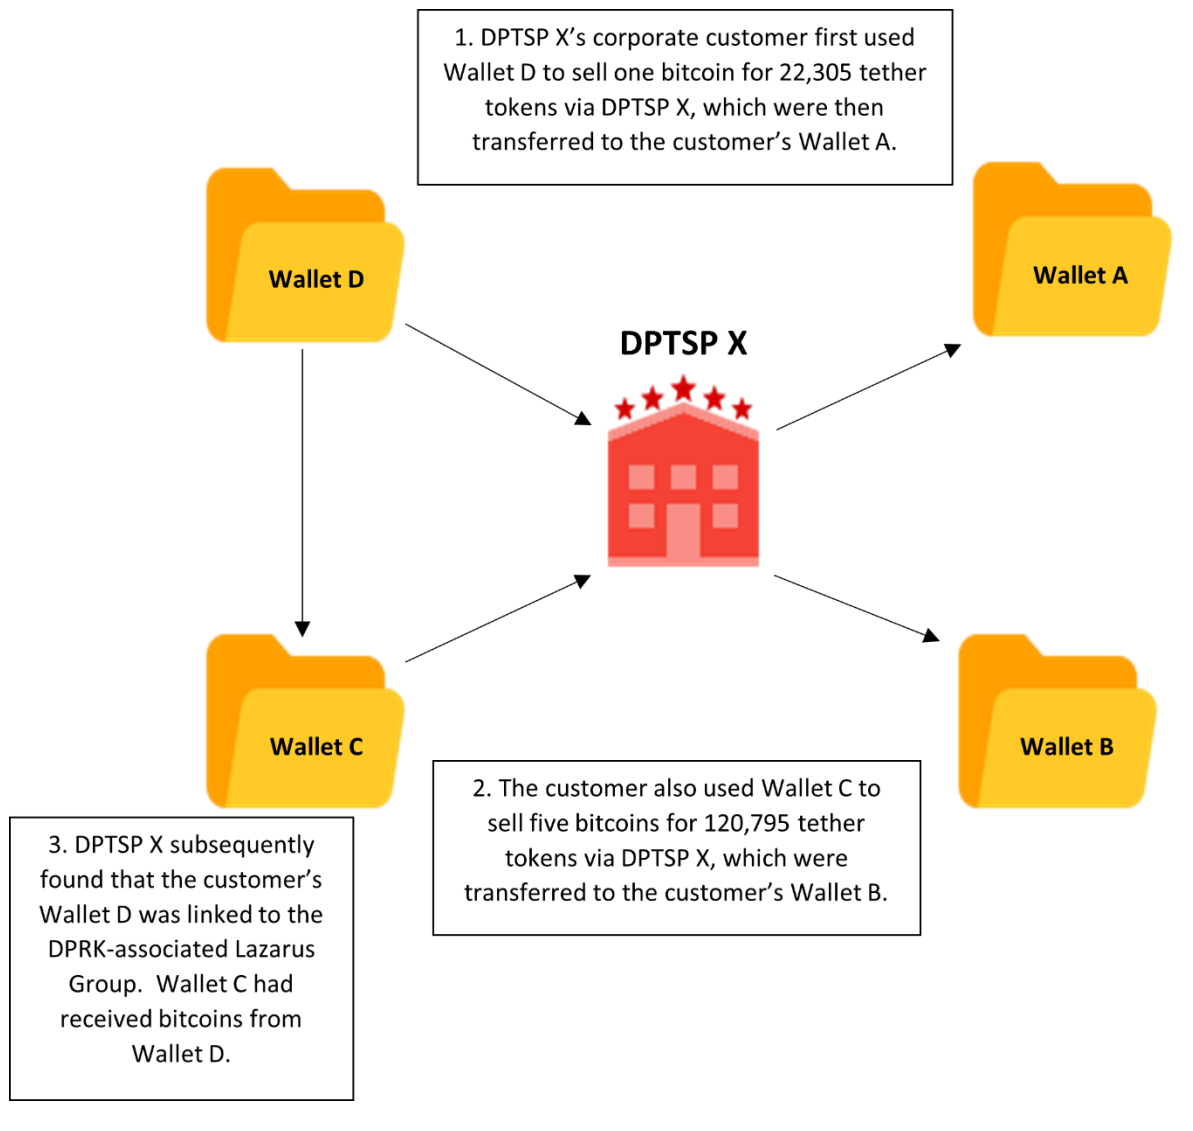 1. DPTSP X’s corporate customer first used
Wallet D to sell one bitcoin for 22,305 tether
tokens via DPTSP X, which were then
transferred to the customer’s Wallet A.
Wallet D
Wallet A
DPTSP X
Wallet C
Wallet B
2. The customer also used Wallet C to
sell five bitcoins for 120,795 tether
tokens via DPTSP X, which were
transferred to the customer’s Wallet B.
3. DPTSP X subsequently
found that the customer’s
Wallet D was linked to the
DPRK-associated Lazarus
Group.  Wallet C had
received bitcoins from
Wallet D.